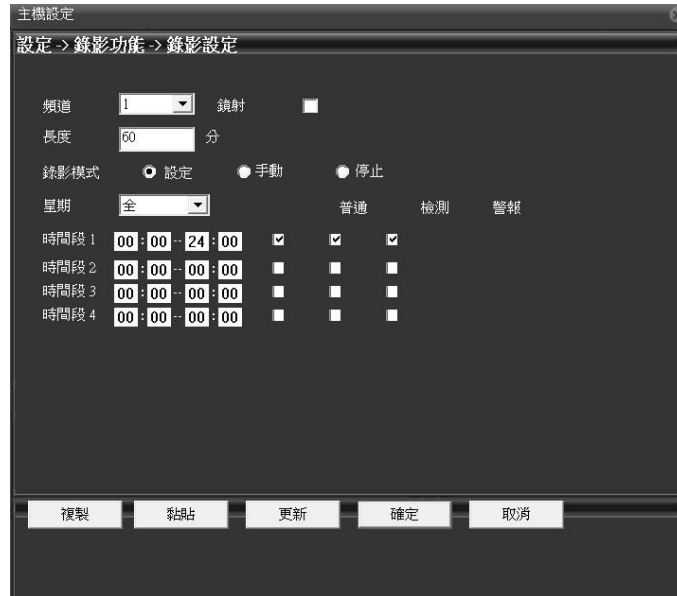 主機設定
設定 -> 錄影功能 -> 錄影設定
頻道 1 鏡射
長度 60 分
錄影模式 設定 手動 停止
星期 全 普通 檢測 警報
時間段 1 00 : 00 -- 24 : 00
時間段 2 00 : 00 -- 00 : 00
時間段 3 00 : 00 -- 00 : 00
時間段 4 00 : 00 -- 00 : 00
複製 黏貼 更新 確定 取消